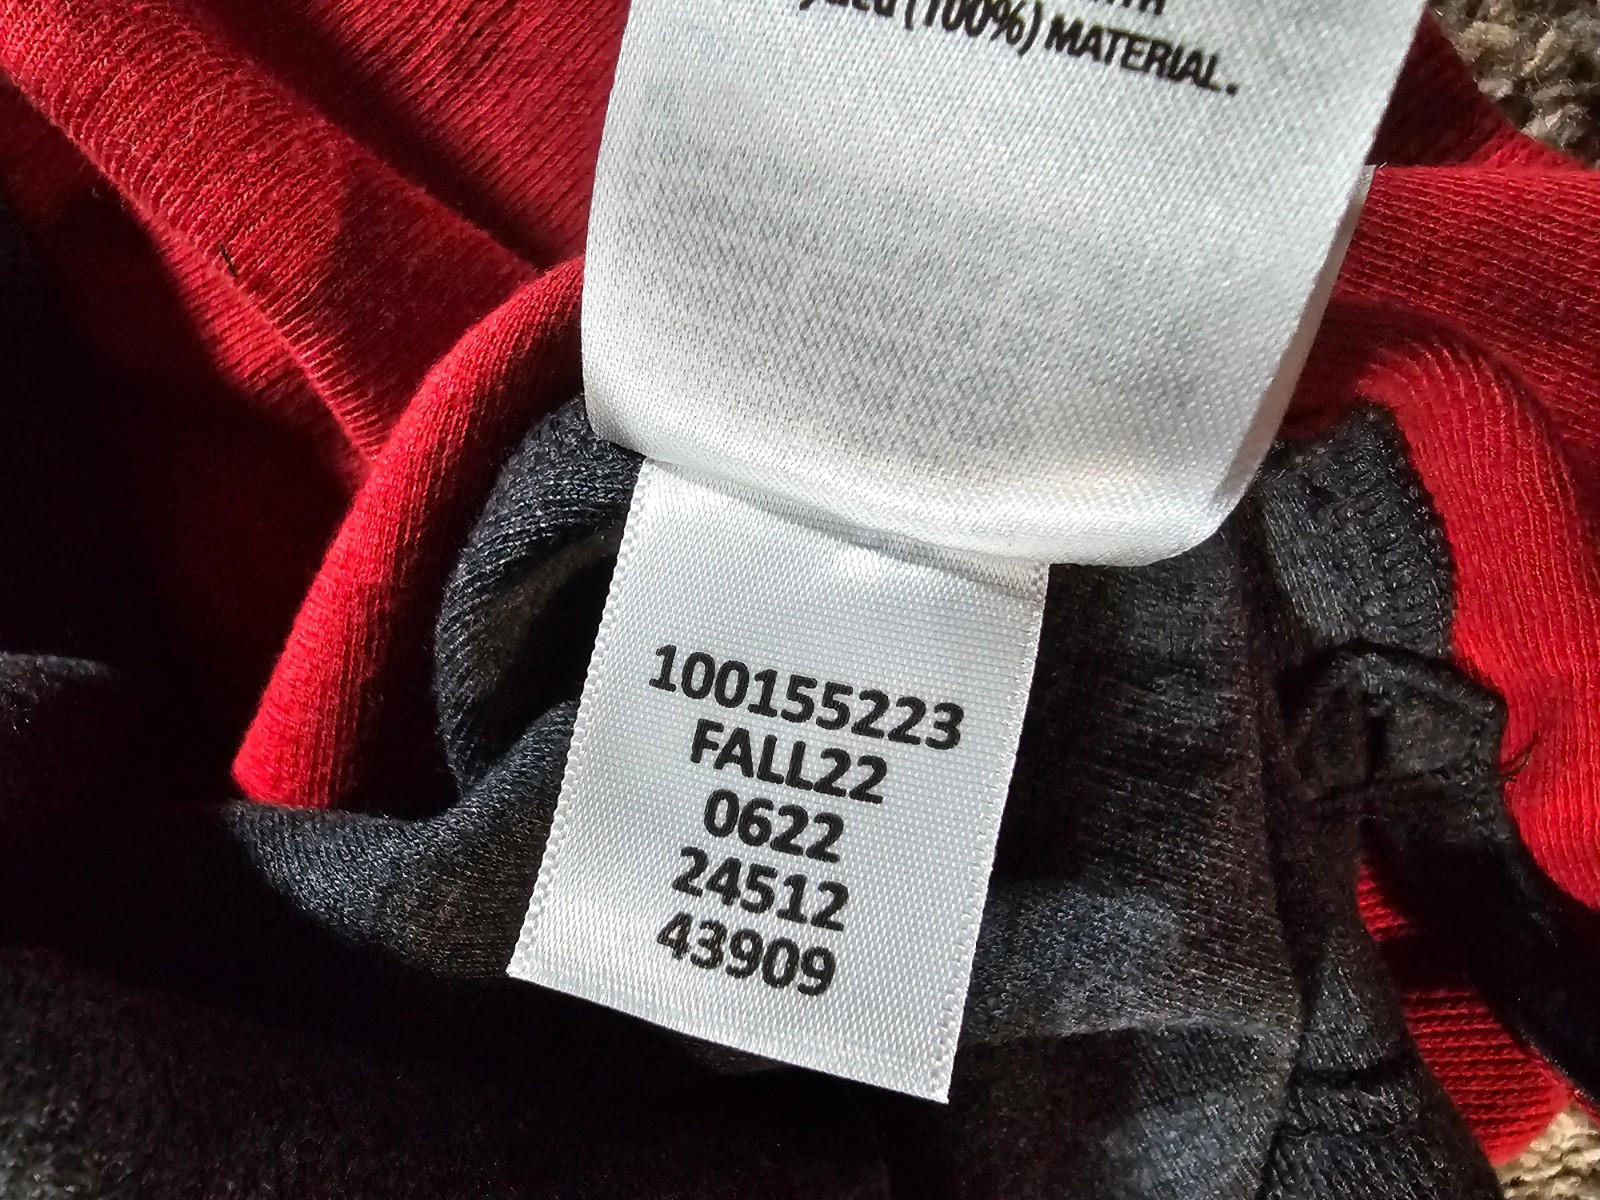 (100%) MATERIAL.
100155223
FALL22
0622
24512
43909